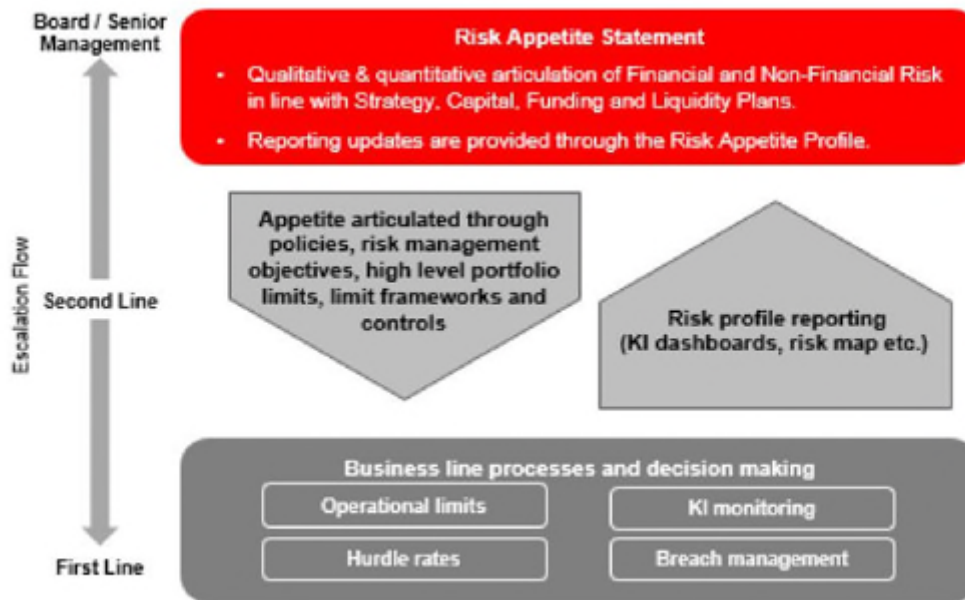 Board / Senior
Management
Escalation Flow
Second Line
First Line
Risk Appetite Statement
• Qualitative & quantitative articulation of Financial and Non-Financial Risk
in line with Strategy, Capital, Funding and Liquidity Plans.
• Reporting updates are provided through the Risk Appetite Profile.
Appetite articulated through
policies, risk management
objectives, high level portfolio
limits, limit frameworks and
controls
Risk profile reporting
(KI dashboards, risk map etc.)
Business line processes and decision making
Operational limits
KI monitoring
Hurdle rates
Breach management